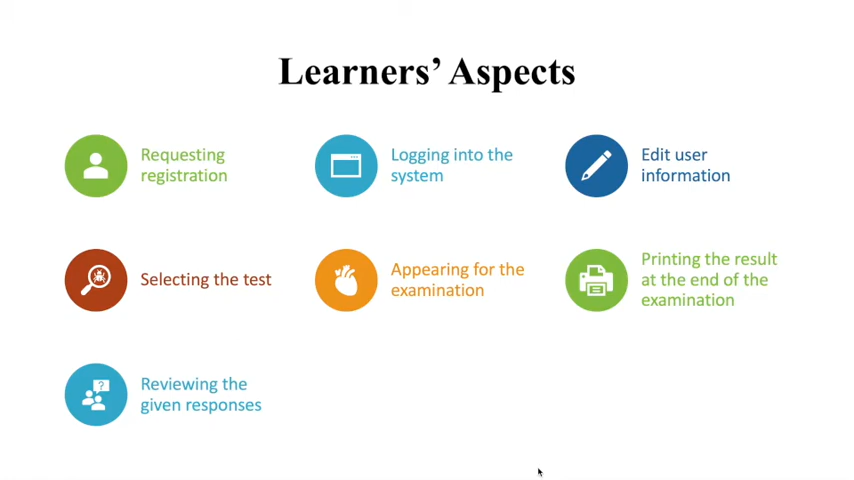 Learners’ Aspects
Requesting
registration
Logging into the
system
Edit user
information
Selecting the test
Appearing for the
examination
Printing the result
at the end of the
examination
Reviewing the
given responses
?